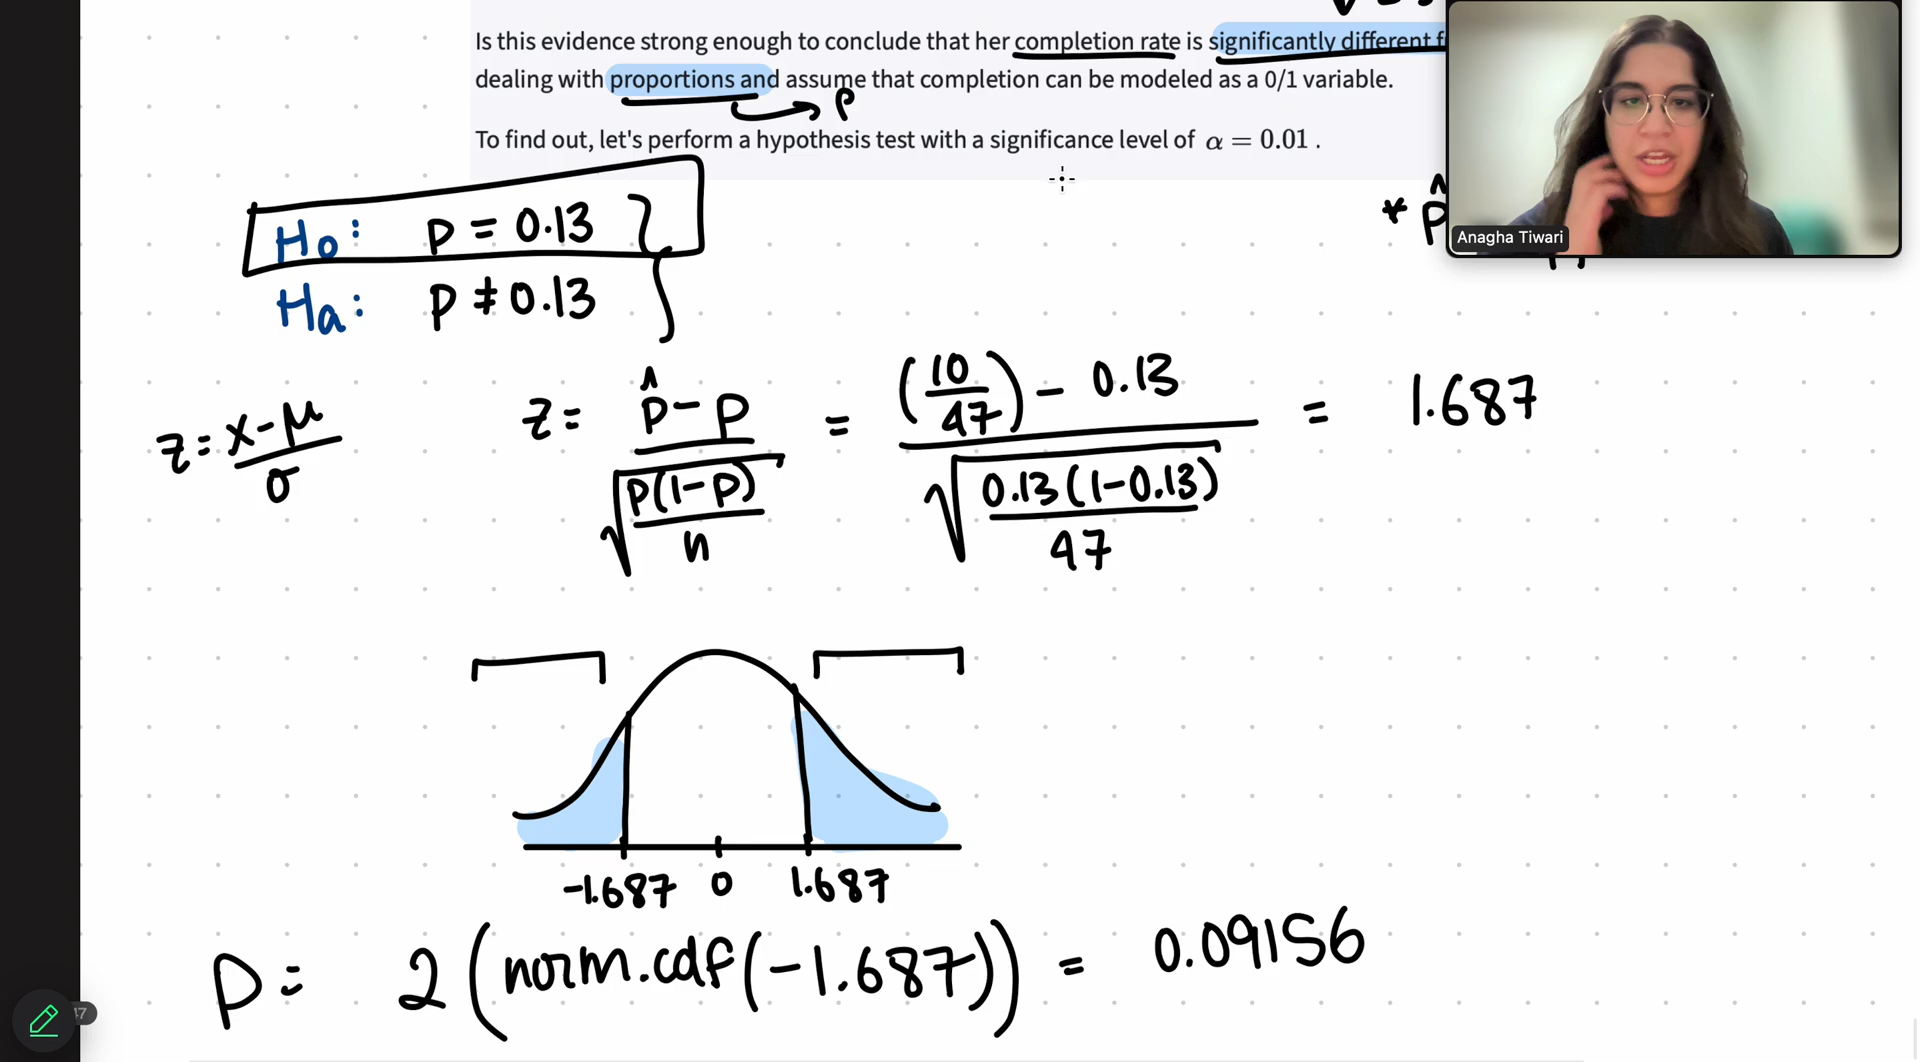 Is this evidence strong enough to conclude that her completion rate is significantly different f
dealing with proportions and assume that completion can be modeled as a 0/1 variable.
→ p
To find out, let's perform a hypothesis test with a significance level of α = 0.01 .
* p̂
Anagha Tiwari
H₀: p = 0.13
Hₐ: p ≠ 0.13
z = (x - μ) / σ
z = (p̂ - p) / √(p(1-p) / n) = ((10/47) - 0.13) / √(0.13(1-0.13) / 47) = 1.687
-1.687 0 1.687
p = 2(norm.cdf(-1.687)) = 0.09156